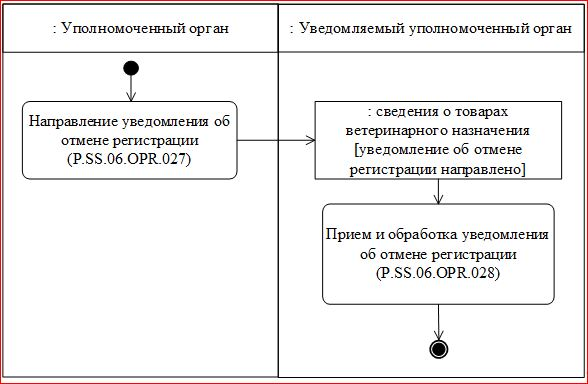 : Уполномоченный орган
: Уведомляемый уполномоченный орган
Направление уведомления об
отмене регистрации
(P.SS.06.OPR.027)
: сведения о товарах
ветеринарного назначения
[уведомление об отмене
регистрации направлено]
Прием и обработка уведомления
об отмене регистрации
(P.SS.06.OPR.028)